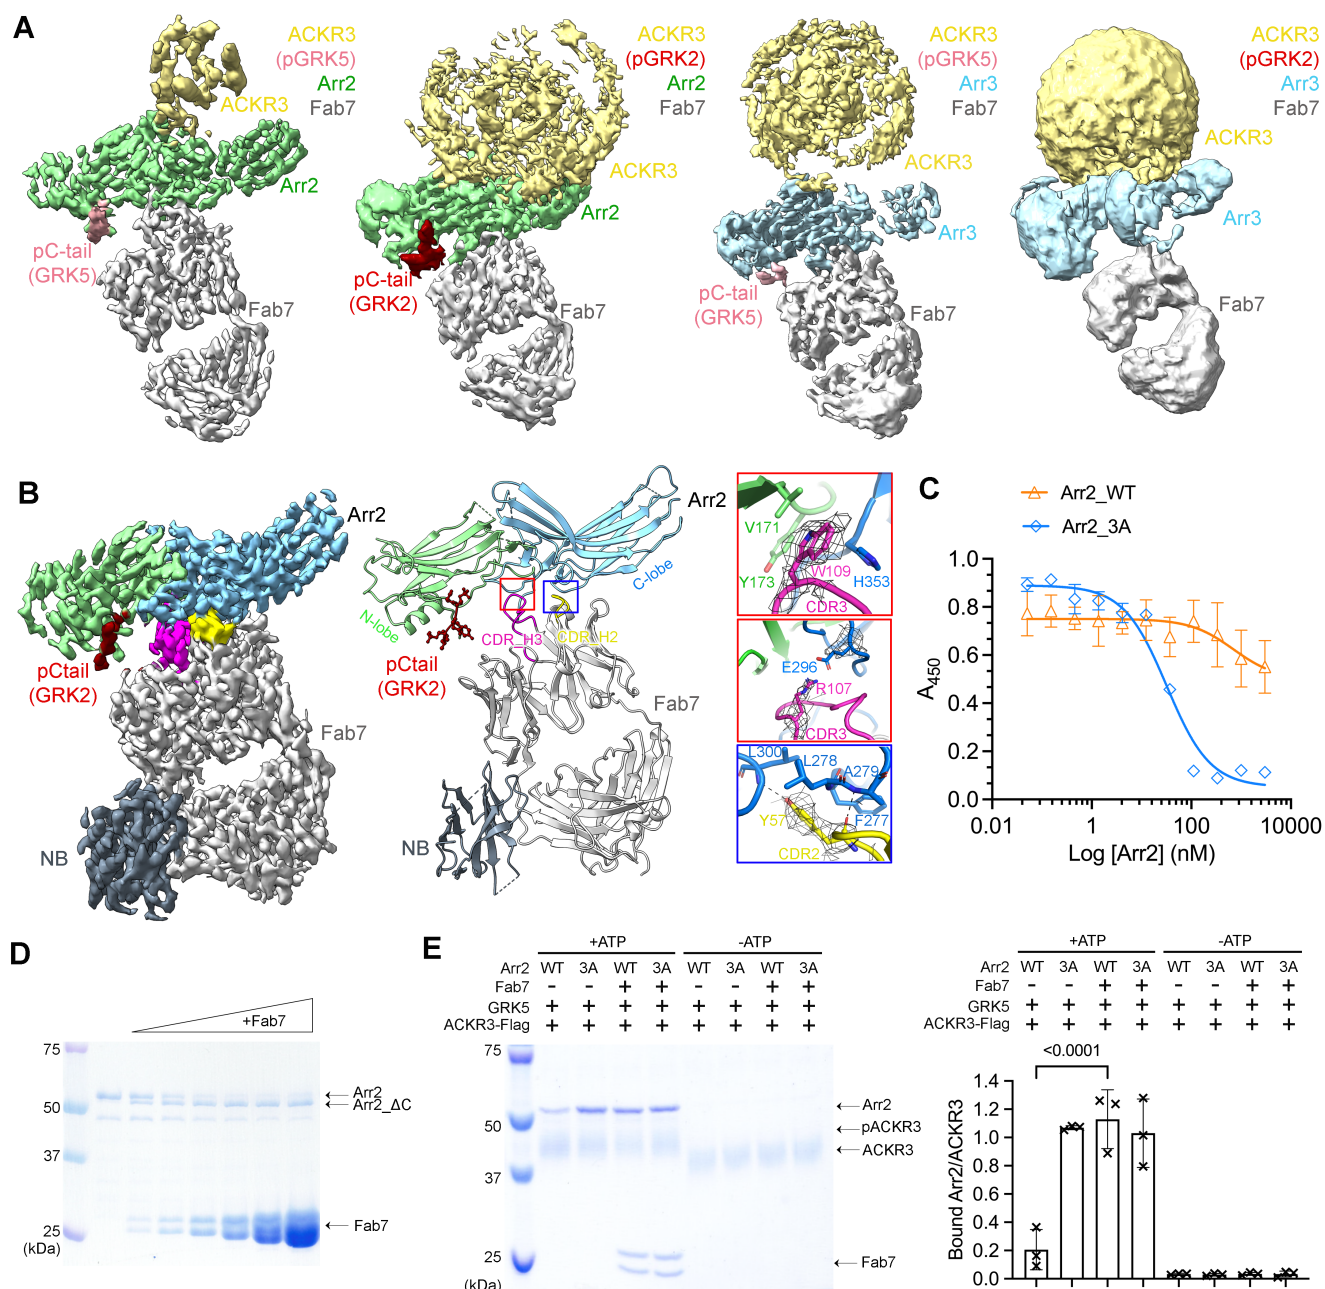 A
ACKR3
(pGRK5)
Arr2
Fab7
ACKR3
Arr2
pC-tail
(GRK5)
Fab7
ACKR3
(pGRK2)
Arr2
Fab7
ACKR3
Arr2
pC-tail
(GRK2)
Fab7
ACKR3
(pGRK5)
Arr3
Fab7
ACKR3
Arr3
pC-tail
(GRK5)
Fab7
ACKR3
(pGRK2)
Arr3
Fab7
ACKR3
Arr3
Fab7
B
Arr2
pCtail
(GRK2)
Fab7
NB
Arr2
C-lobe
N-lobe
CDR_H3
CDR_H2
pCtail
(GRK2)
Fab7
NB
V171
Y173
W109
H353
CDR3
E296
R107
CDR3
L300
L278
A279
Y57
F277
CDR2
C
Arr2_WT
Arr2_3A
1.0
0.8
0.6
0.4
0.2
0.0
A450
0.01 1 100 10000
Log [Arr2] (nM)
D
+Fab7
75
50
37
25
(kDa)
Arr2
Arr2_ΔC
Fab7
E
+ATP -ATP
Arr2 WT 3A WT 3A WT 3A WT 3A
Fab7 - - + + - - + +
GRK5 + + + + + + + +
ACKR3-Flag + + + + + + + +
75
50
37
25
(kDa)
Arr2
pACKR3
ACKR3
Fab7
+ATP -ATP
Arr2 WT 3A WT 3A WT 3A WT 3A
Fab7 - - + + - - + +
GRK5 + + + + + + + +
ACKR3-Flag + + + + + + + +
<0.0001
1.4
1.2
1.0
0.8
0.6
0.4
0.2
0.0
Bound Arr2/ACKR3